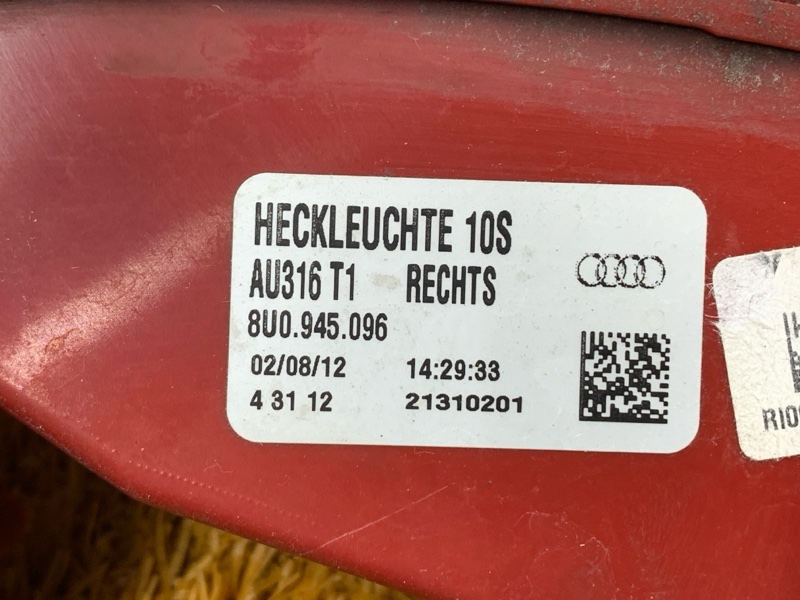 HECKLEUCHTE 10S
AU316 T1 RECHTS
8U0.945.096
02/08/12 14:29:33
4 31 12 21310201